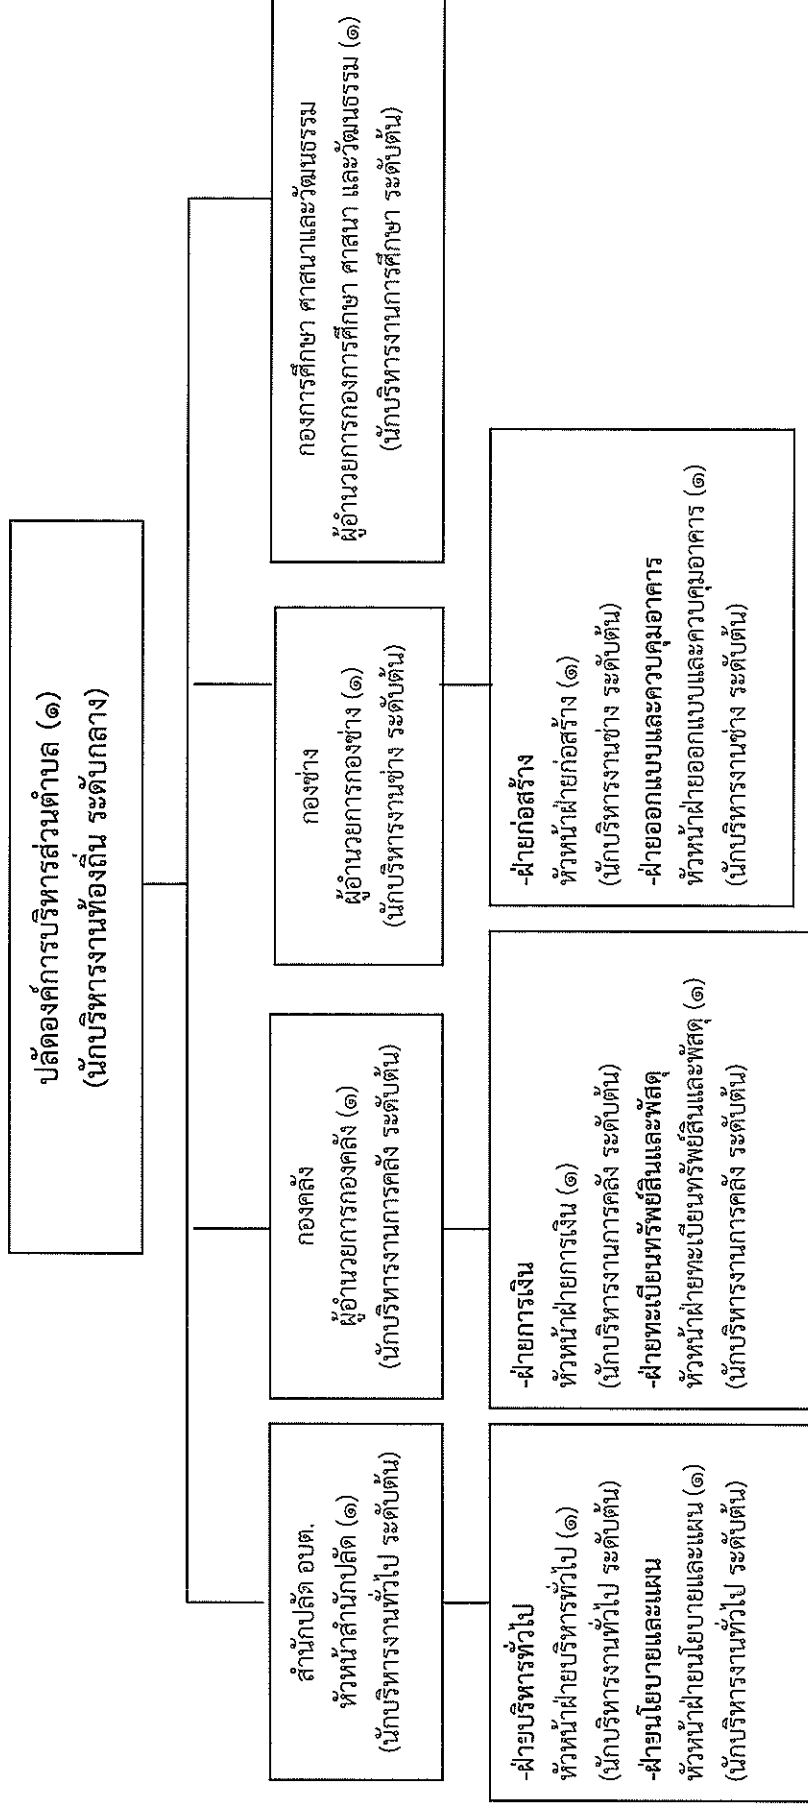 ปลัดองค์การบริหารส่วนตำบล (๑)
(นักบริหารงานท้องถิ่น ระดับกลาง)
สำนักปลัด อบต.
หัวหน้าสำนักปลัด (๑)
(นักบริหารงานทั่วไป ระดับต้น)
กองคลัง
ผู้อำนวยการกองคลัง (๑)
(นักบริหารงานการคลัง ระดับต้น)
กองช่าง
ผู้อำนวยการกองช่าง (๑)
(นักบริหารงานช่าง ระดับต้น)
กองการศึกษา ศาสนาและวัฒนธรรม
ผู้อำนวยการกองการศึกษา ศาสนา และวัฒนธรรม (๑)
(นักบริหารงานการศึกษา ระดับต้น)
-ฝ่ายบริหารทั่วไป
หัวหน้าฝ่ายบริหารทั่วไป (๑)
(นักบริหารงานทั่วไป ระดับต้น)
-ฝ่ายนโยบายและแผน
หัวหน้าฝ่ายนโยบายและแผน (๑)
(นักบริหารงานทั่วไป ระดับต้น)
-ฝ่ายการเงิน
หัวหน้าฝ่ายการเงิน (๑)
(นักบริหารงานการคลัง ระดับต้น)
-ฝ่ายทะเบียนทรัพย์สินและพัสดุ
หัวหน้าฝ่ายทะเบียนทรัพย์สินและพัสดุ (๑)
(นักบริหารงานการคลัง ระดับต้น)
-ฝ่ายก่อสร้าง
หัวหน้าฝ่ายก่อสร้าง (๑)
(นักบริหารงานช่าง ระดับต้น)
-ฝ่ายออกแบบและควบคุมอาคาร
หัวหน้าฝ่ายออกแบบและควบคุมอาคาร (๑)
(นักบริหารงานช่าง ระดับต้น)